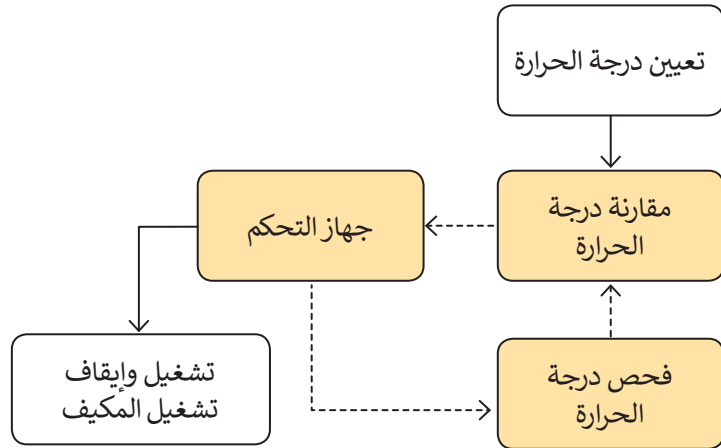 تعيين درجة الحرارة
مقارنة درجة
الحرارة
جهاز التحكم
تشغيل وإيقاف
تشغيل المكيف
فحص درجة
الحرارة